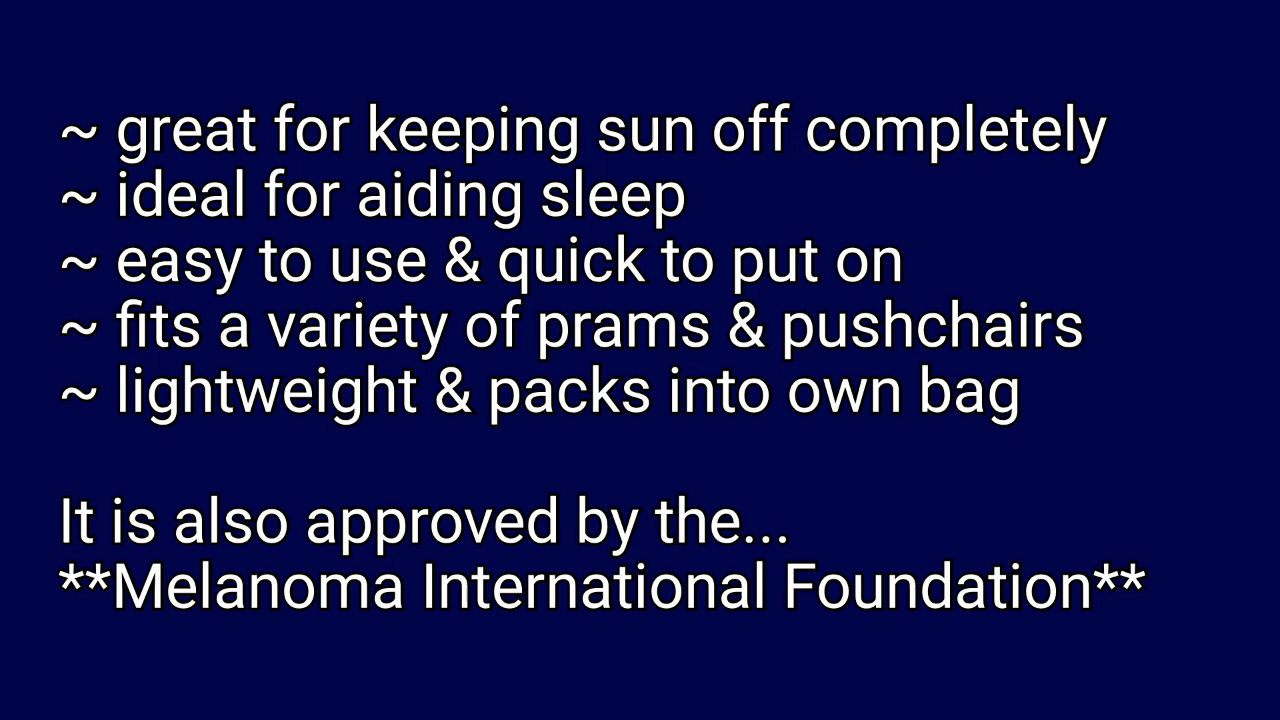 ~ great for keeping sun off completely
~ ideal for aiding sleep
~ easy to use & quick to put on
~ fits a variety of prams & pushchairs
~ lightweight & packs into own bag

It is also approved by the...
**Melanoma International Foundation**